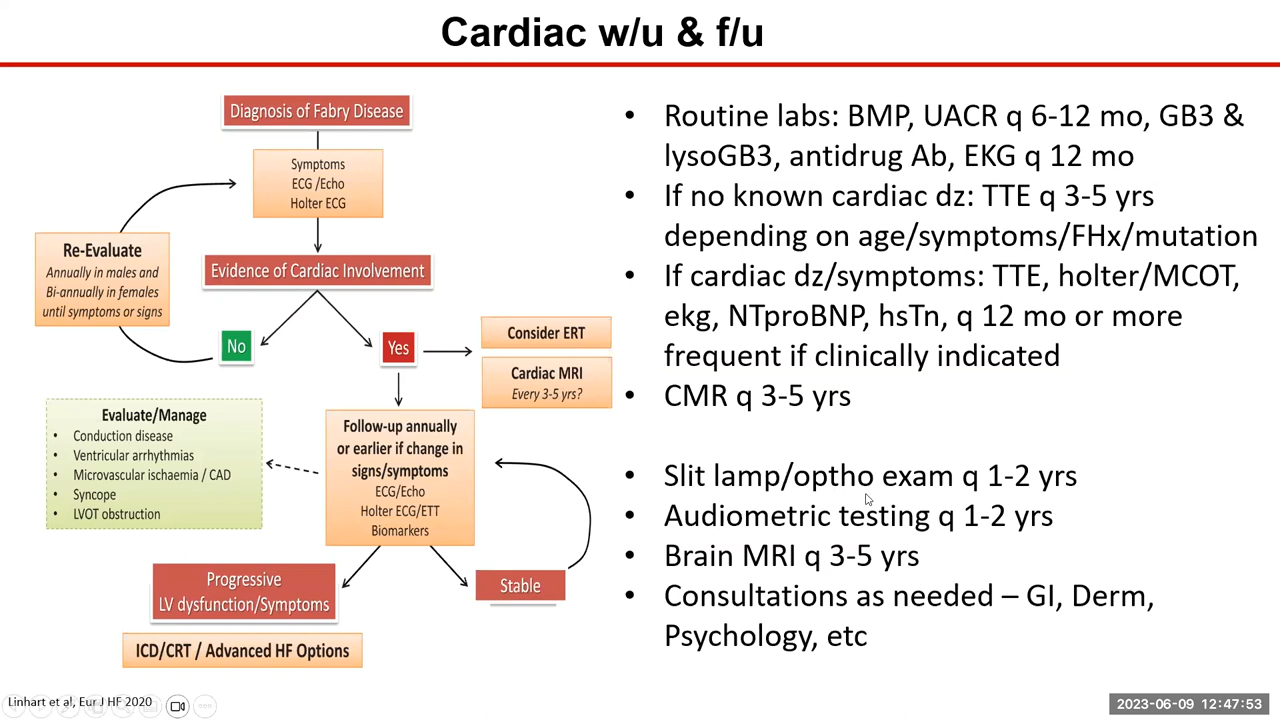 Cardiac w/u & f/u
Diagnosis of Fabry Disease
Symptoms
ECG /Echo
Holter ECG
Evidence of Cardiac Involvement
Re-Evaluate
Annually in males and
Bi-annually in females
until symptoms or signs
No
Yes
Consider ERT
Cardiac MRI
Every 3-5 yrs?
Evaluate/Manage
• Conduction disease
• Ventricular arrhythmias
• Microvascular ischaemia / CAD
• Syncope
• LVOT obstruction
Follow-up annually
or earlier if change in
signs/symptoms
ECG/Echo
Holter ECG/ETT
Biomarkers
Progressive
LV dysfunction/Symptoms
Stable
ICD/CRT / Advanced HF Options
• Routine labs: BMP, UACR q 6-12 mo, GB3 &
lysoGB3, antidrug Ab, EKG q 12 mo
• If no known cardiac dz: TTE q 3-5 yrs
depending on age/symptoms/FHx/mutation
• If cardiac dz/symptoms: TTE, holter/MCOT,
ekg, NTproBNP, hsTn, q 12 mo or more
frequent if clinically indicated
• CMR q 3-5 yrs
• Slit lamp/optho exam q 1-2 yrs
• Audiometric testing q 1-2 yrs
• Brain MRI q 3-5 yrs
• Consultations as needed – GI, Derm,
Psychology, etc
Linhart et al, Eur J HF 2020
2023-06-09 12:47:53